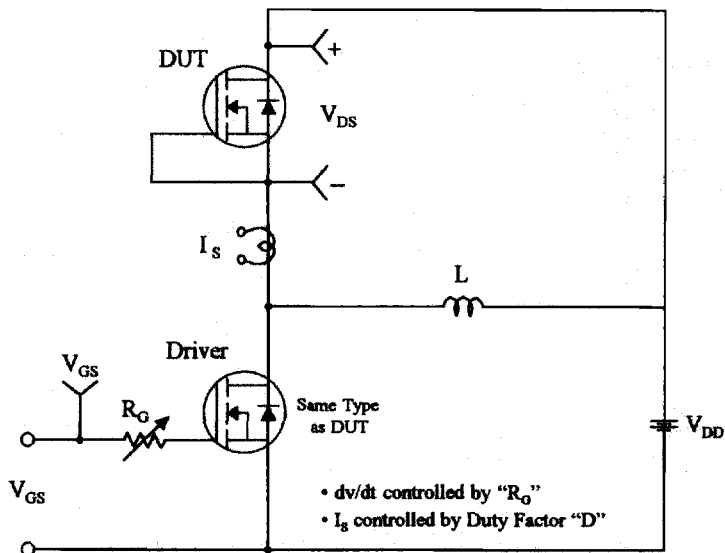 DUT
+
V_DS
−
I_S
L
Driver
V_GS
R_G
Same Type
as DUT
V_DD
V_GS
• dv/dt controlled by “R_G”
• I_S controlled by Duty Factor “D”